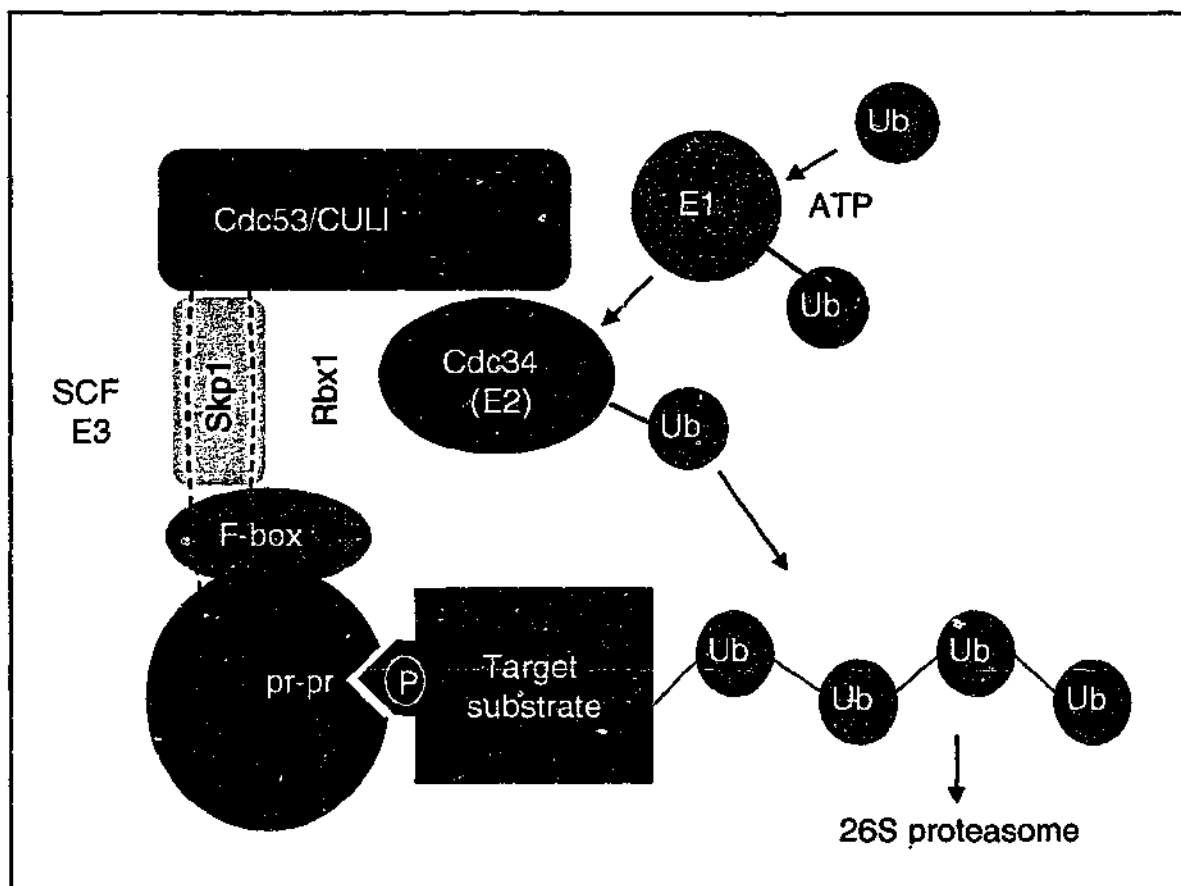 Ub
Cdc53/CULI
E1
ATP
Ub
Cdc34
(E2)
SCF
E3
Skp1
Rbx1
Ub
F-box
pr-pr
P
Target
substrate
Ub
Ub
Ub
Ub
26S proteasome